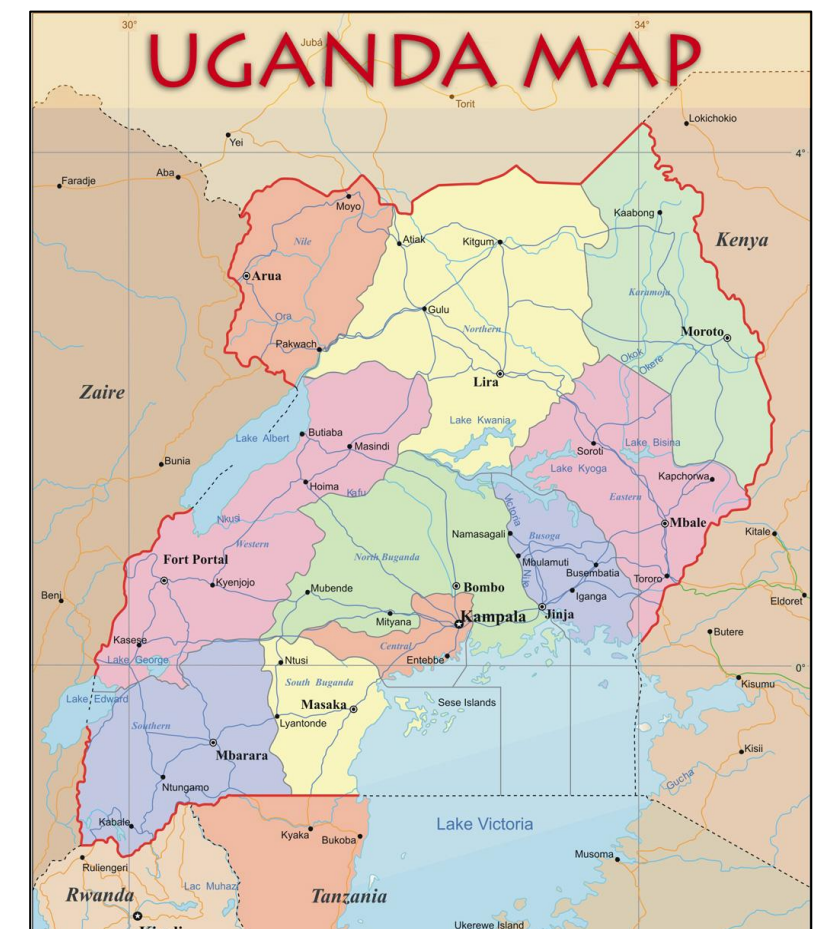 30°
34°
Jubá
UGANDA MAP
Torit
Lokichokio
Yei
4°
Aba
Faradje
Moyo
Kaabong
Nile
Atiak
Kitgum
Kenya
Arua
Karamoja
Ora
Gulu
Northern
Moroto
Pakwach
Okok
Okere
Lira
Zaire
Lake Kwania
Butiaba
Lake Albert
Masindi
Soroti
Lake Bisina
Bunia
Lake Kyoga
Kapchorwa
Hoima
Kafu
Eastern
Victoria
Nile
Nkusi
Mbale
Namasagali
Busoga
Kitale
Western
North Buganda
Fort Portal
Mbulamuti
Busembatia
Kyenjojo
Mubende
Bombo
Tororo
Beni
Iganga
Eldoret
Mityana
Kampala
Jinja
Butere
Kasese
Central
Lake George
Ntusi
Entebbe
0°
South Buganda
Kisumu
Lake Edward
Masaka
Sese Islands
Southern
Lyantonde
Mbarara
Kisii
Ntungamo
Gucha
Kabale
Kyaka
Bukoba
Lake Victoria
Musoma
Ruliengeri
Rwanda
Lac Muhazi
Tanzania
Ukerewe Island